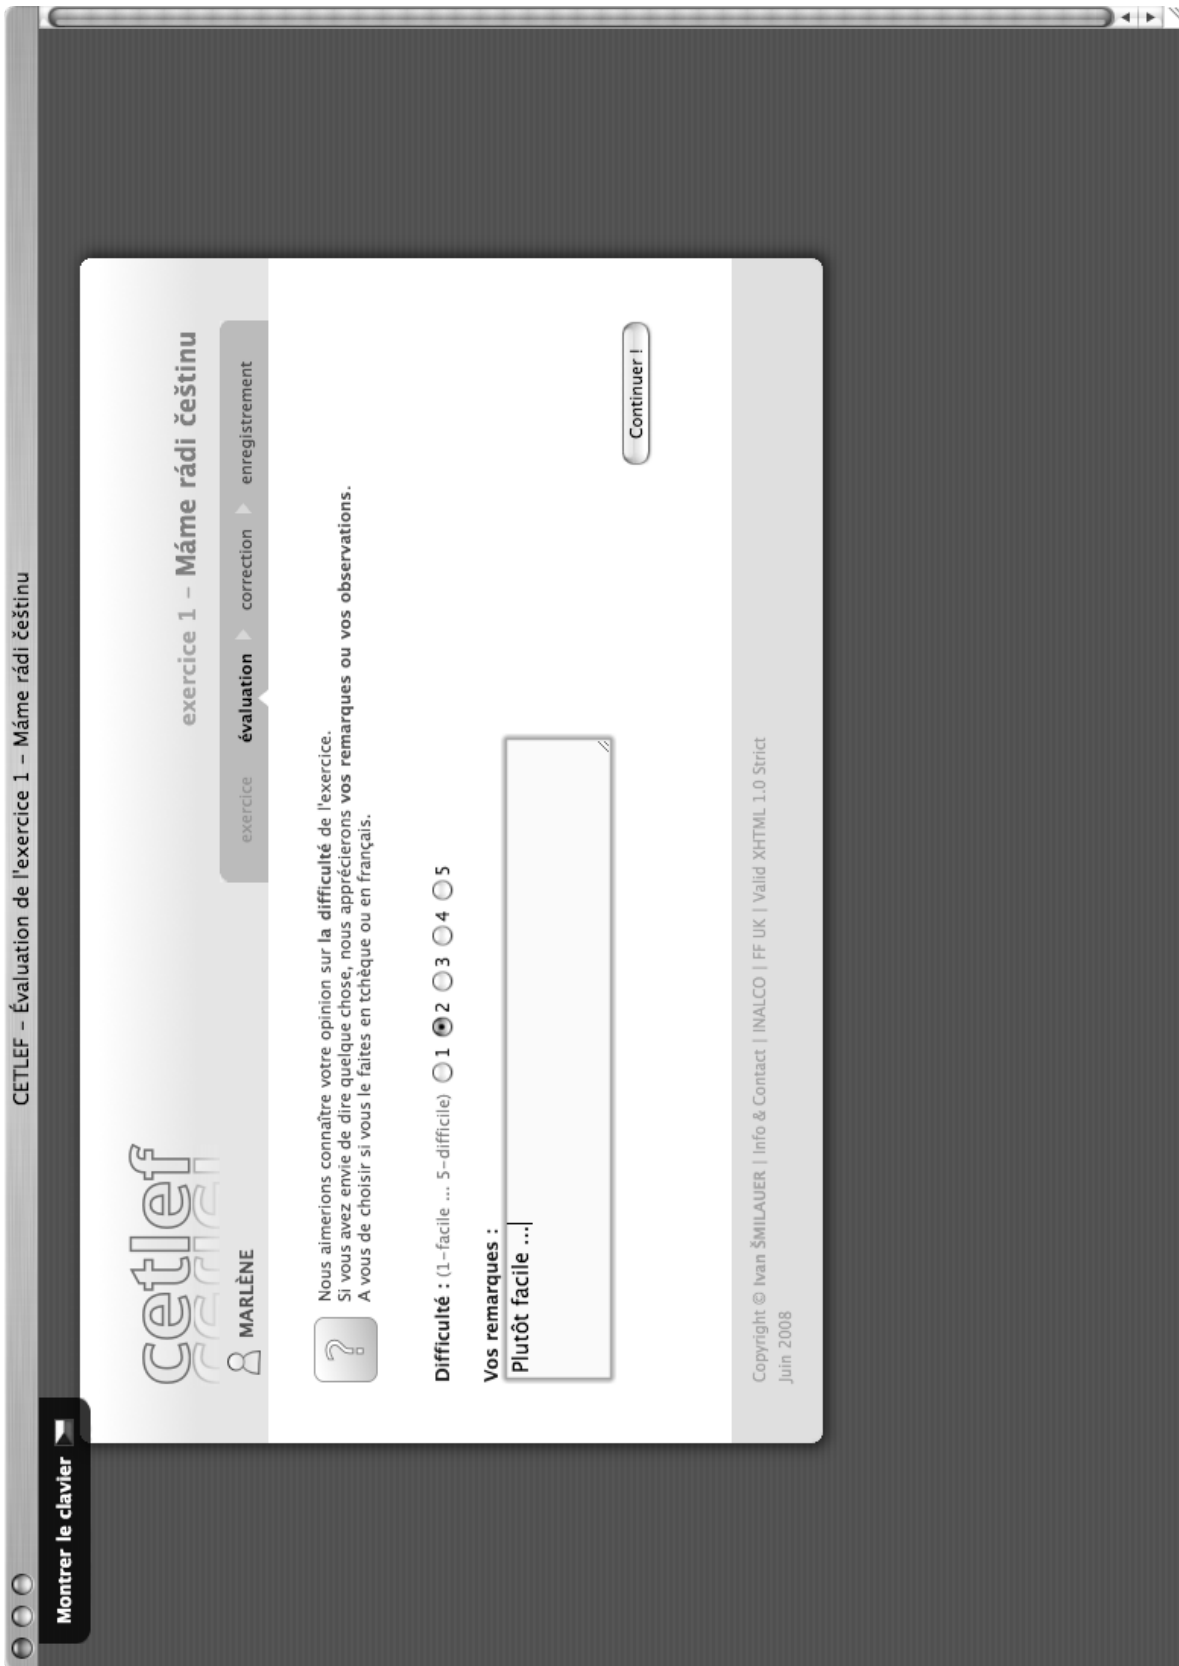 CETLEF – Évaluation de l'exercice 1 – Máme rádi češtinu
Montrer le clavier
cetlef
exercice 1 – Máme rádi češtinu
MARLÈNE
exercice évaluation correction enregistrement
?
Nous aimerions connaître votre opinion sur la difficulté de l'exercice.
Si vous avez envie de dire quelque chose, nous apprécierons vos remarques ou vos observations.
A vous de choisir si vous le faites en tchèque ou en français.
Difficulté : (1-facile ... 5-difficile) 1 2 3 4 5
Vos remarques :
Plutôt facile ...
Continuer !
Copyright © Ivan ŠMILAUER | Info & Contact | INALCO | FF UK | Valid XHTML 1.0 Strict
Juin 2008